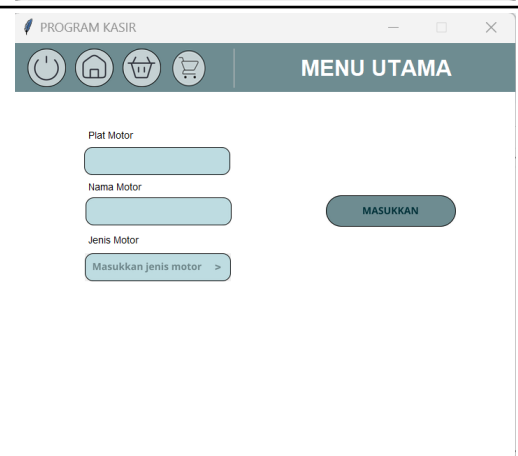 PROGRAM KASIR
MENU UTAMA
Plat Motor
Nama Motor
MASUKKAN
Jenis Motor
Masukkan jenis motor >